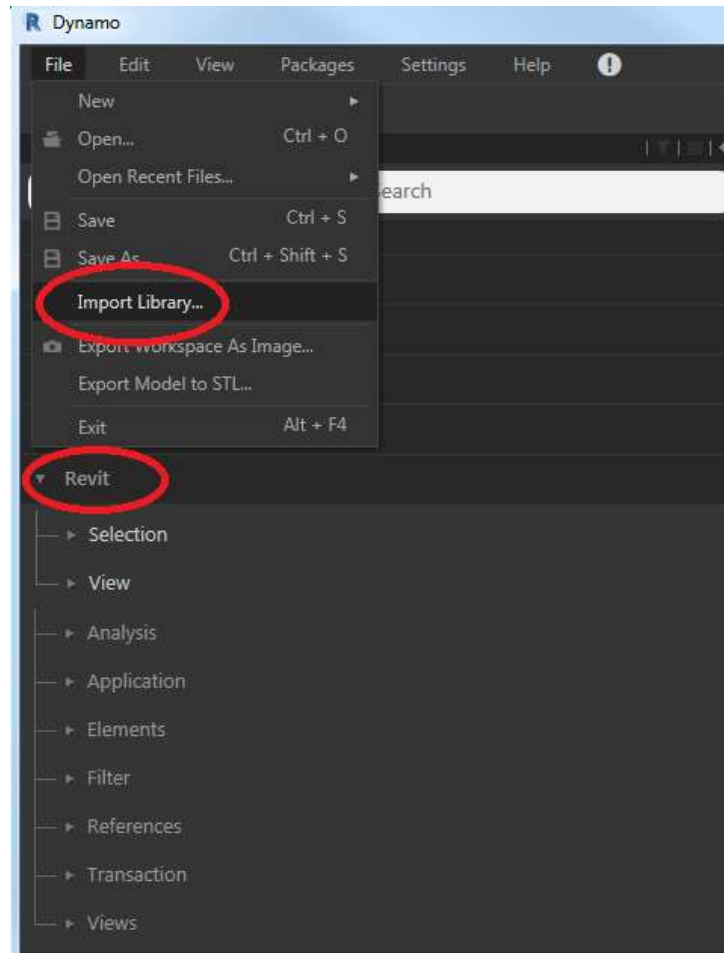 Dynamo
File Edit View Packages Settings Help
New
Open... Ctrl + O
Open Recent Files...
earch
Save Ctrl + S
Save As... Ctrl + Shift + S
Import Library...
Export Workspace As Image...
Export Model to STL...
Exit Alt + F4
Revit
Selection
View
Analysis
Application
Elements
Filter
References
Transaction
Views